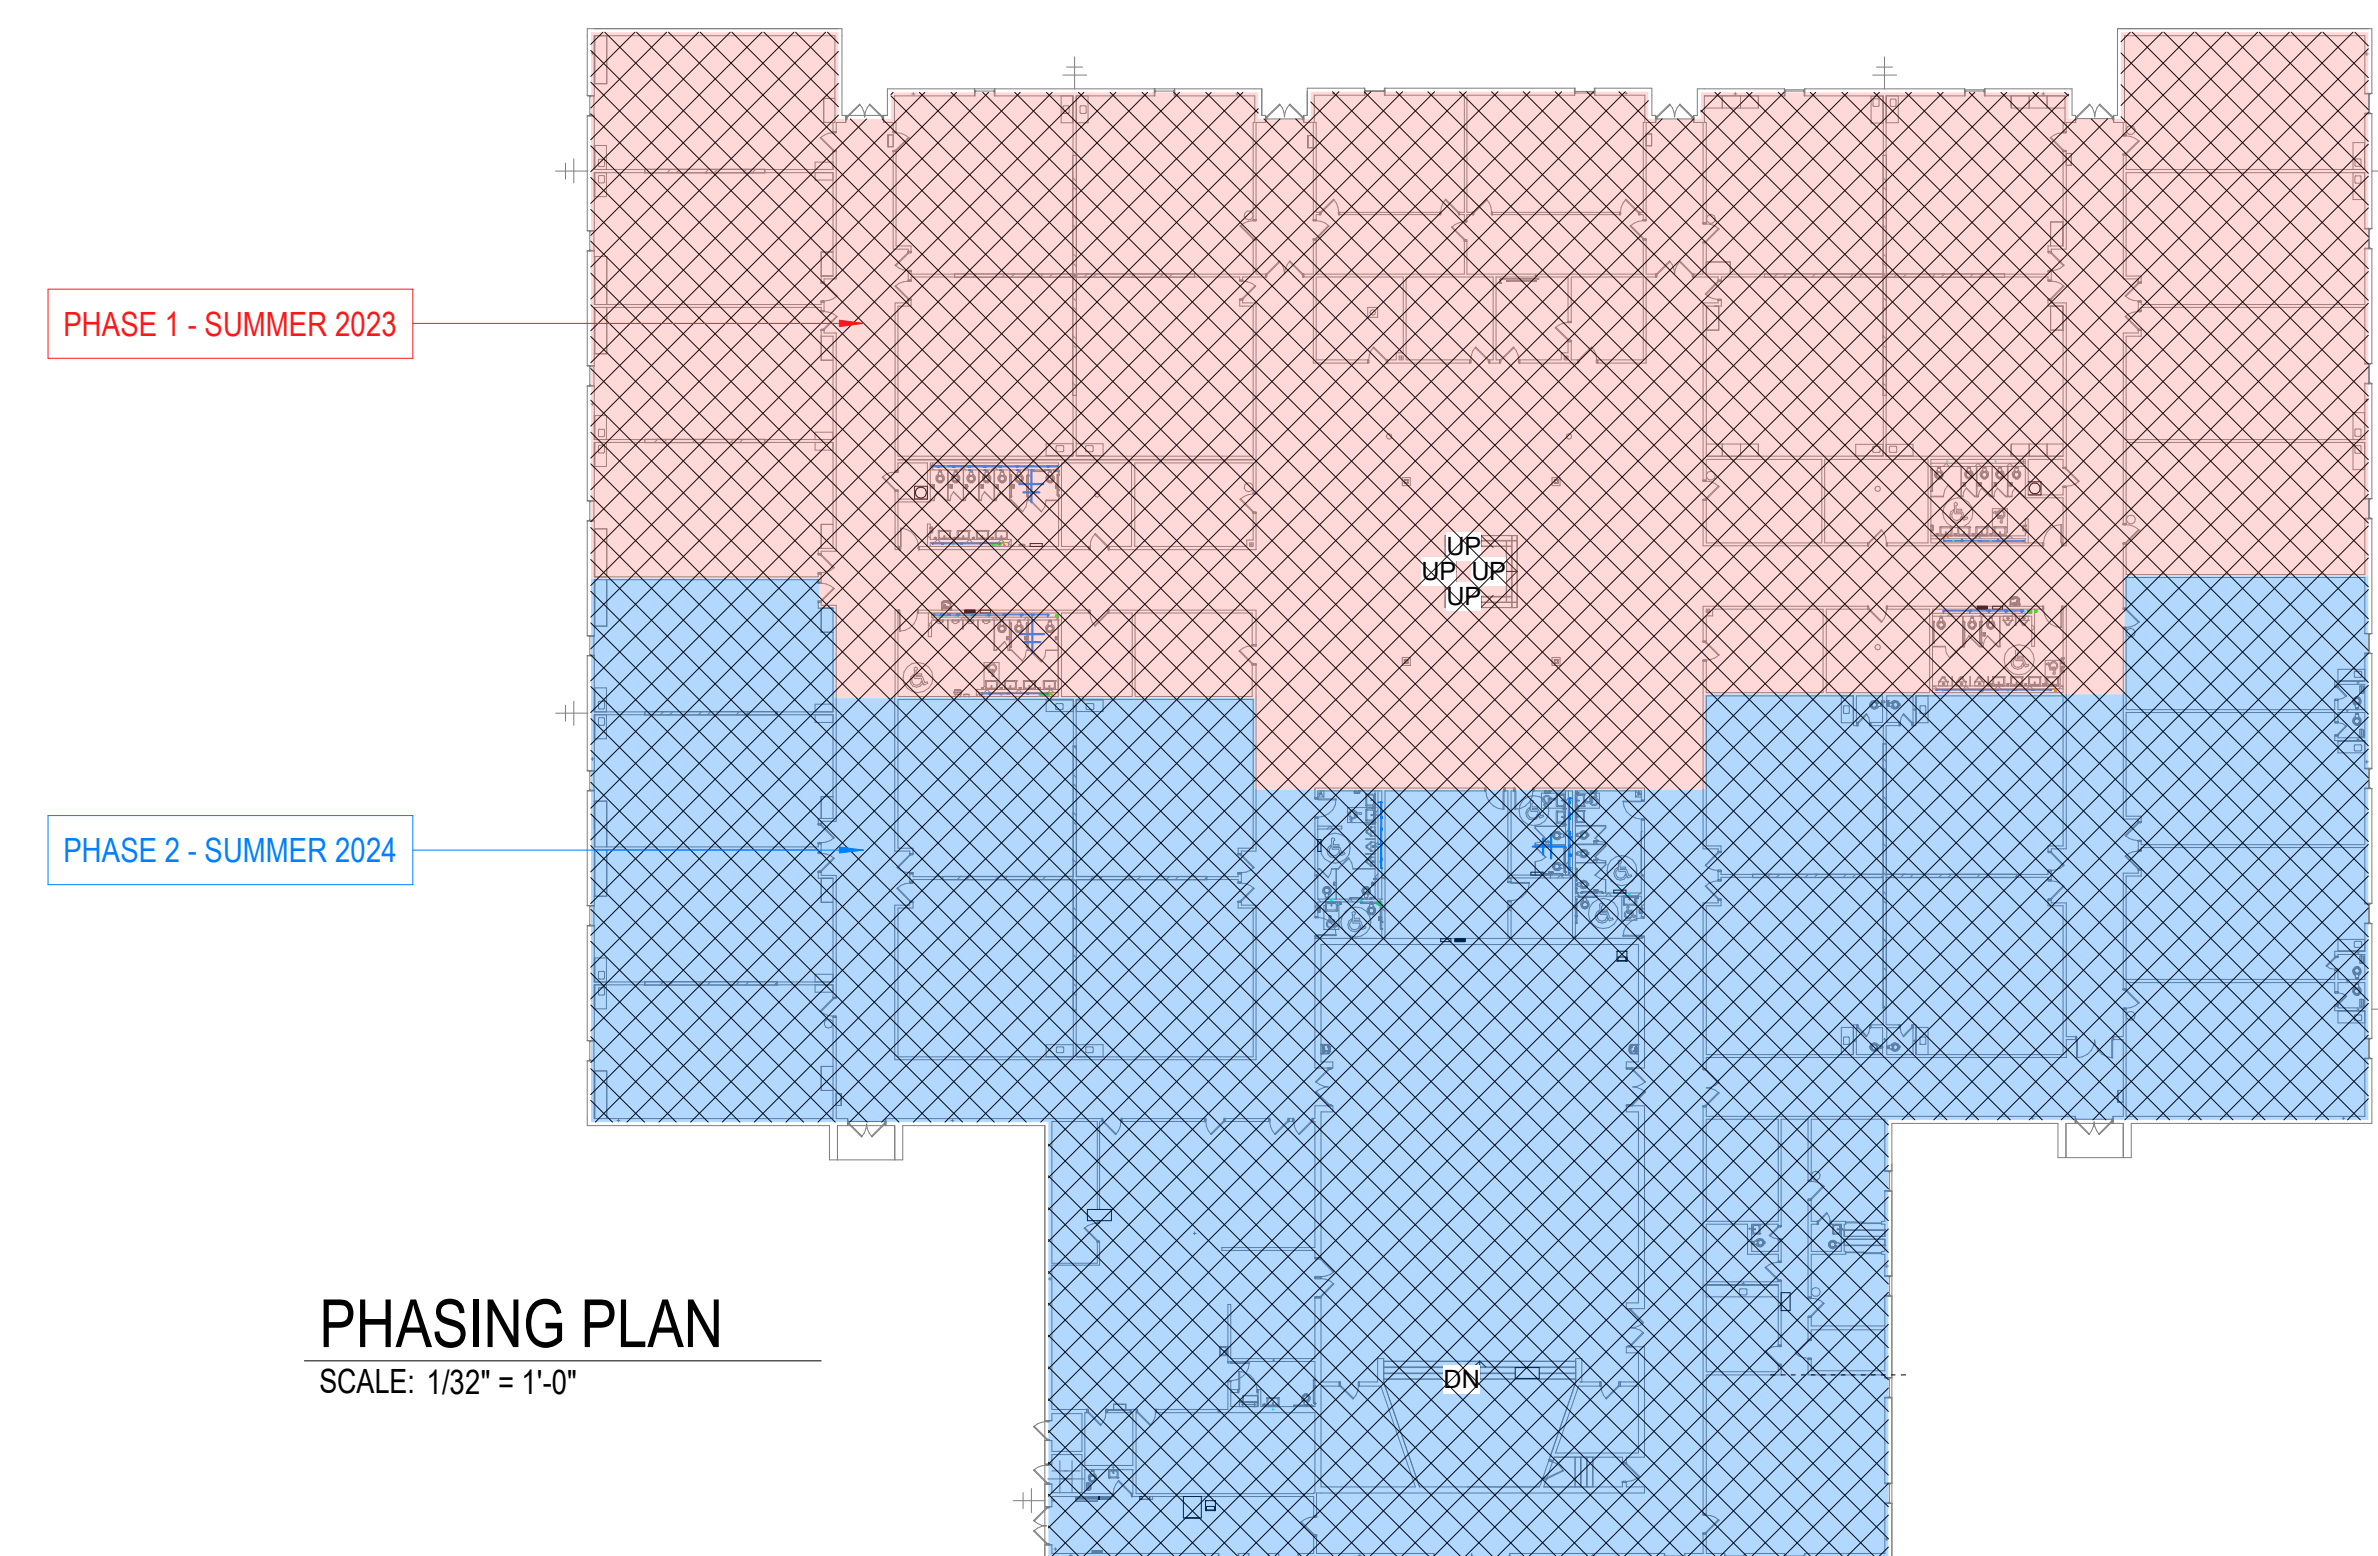 PHASE 1 - SUMMER 2023
UP
UP UP
UP
PHASE 2 - SUMMER 2024
PHASING PLAN
SCALE: 1/32" = 1'-0"
DN